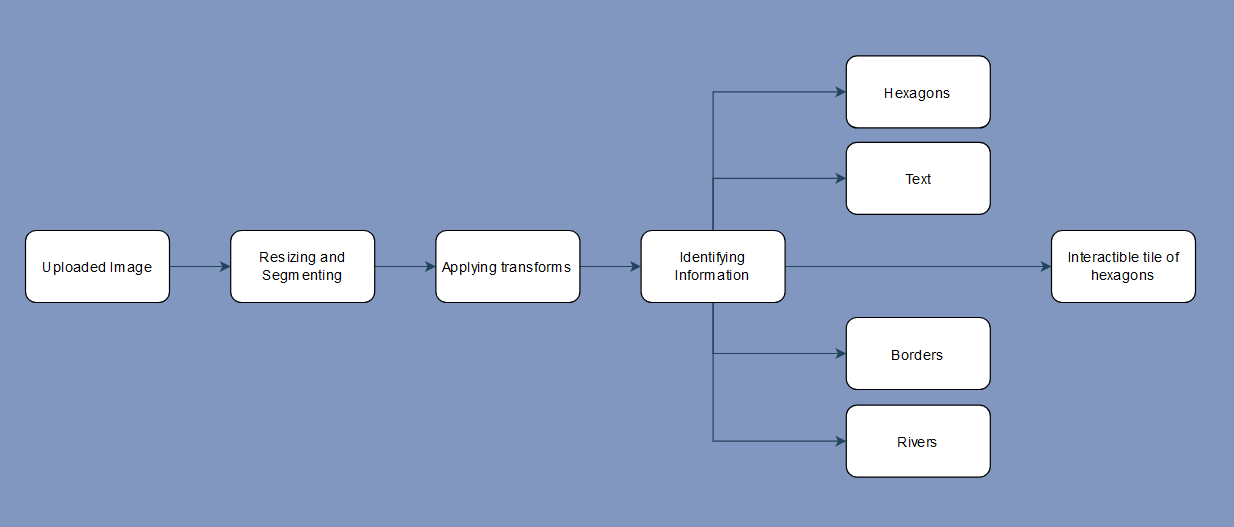 Hexagons
Text
Uploaded Image
Resizing and
Segmenting
Applying transforms
Identifying
Information
Interactible tile of
hexagons
Borders
Rivers